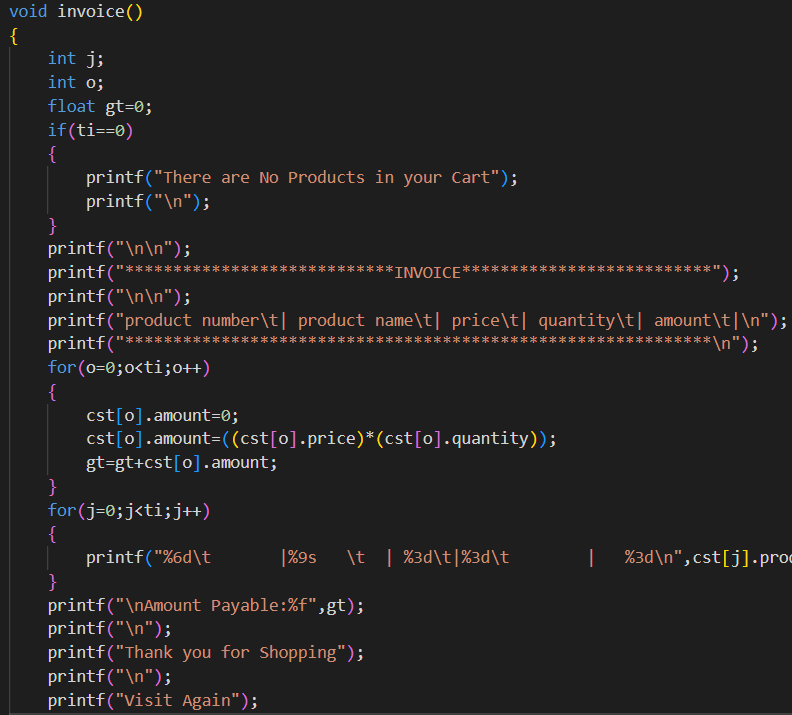 void invoice()
{
    int j;
    int o;
    float gt=0;
    if(ti==0)
    {
        printf("There are No Products in your Cart");
        printf("\n");
    }
    printf("\n\n");
    printf("****************************INVOICE**************************");
    printf("\n\n");
    printf("product number\t| product name\t| price\t| quantity\t| amount\t|\n");
    printf("*************************************************************\n");
    for(o=0;o<ti;o++)
    {
        cst[o].amount=0;
        cst[o].amount=((cst[o].price)*(cst[o].quantity));
        gt=gt+cst[o].amount;
    }
    for(j=0;j<ti;j++)
    {
        printf("%6d\t       |%9s   \t  | %3d\t|%3d\t        |   %3d\n",cst[j].pro
    }
    printf("\nAmount Payable:%f",gt);
    printf("\n");
    printf("Thank you for Shopping");
    printf("\n");
    printf("Visit Again");